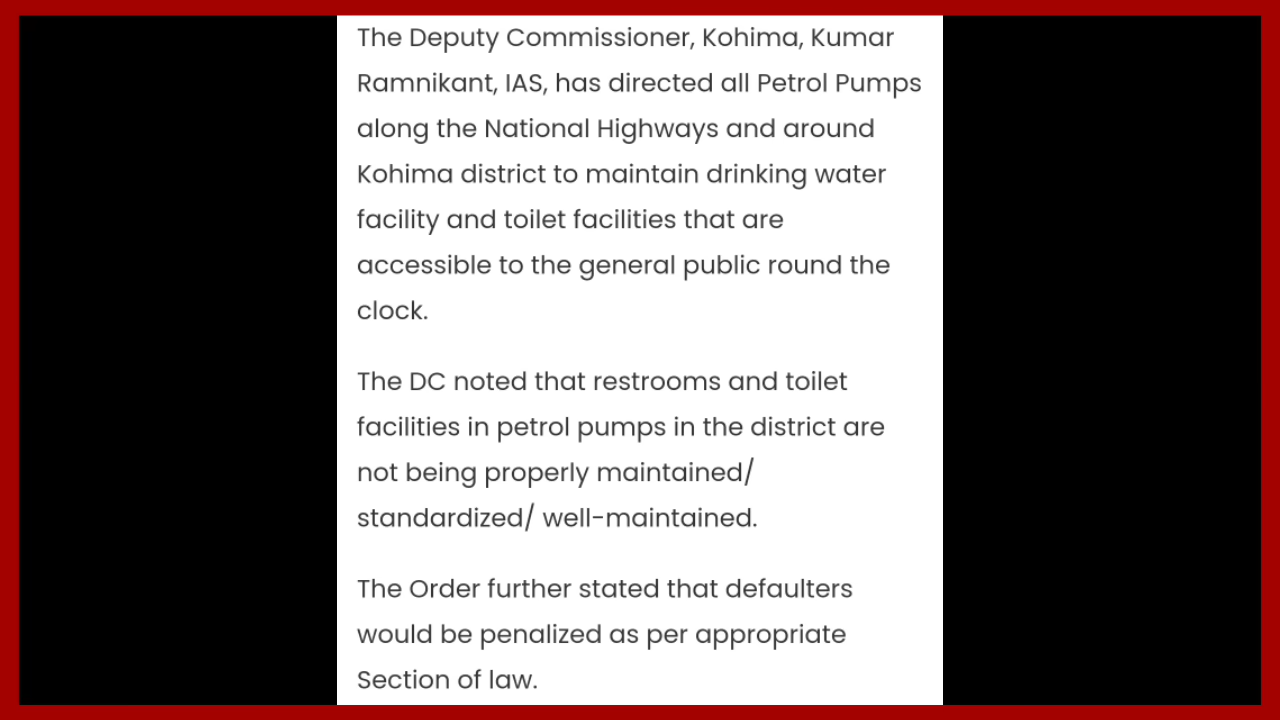 The Deputy Commissioner, Kohima, Kumar
Ramnikant, IAS, has directed all Petrol Pumps
along the National Highways and around
Kohima district to maintain drinking water
facility and toilet facilities that are
accessible to the general public round the
clock.
The DC noted that restrooms and toilet
facilities in petrol pumps in the district are
not being properly maintained/
standardized/ well-maintained.
The Order further stated that defaulters
would be penalized as per appropriate
Section of law.